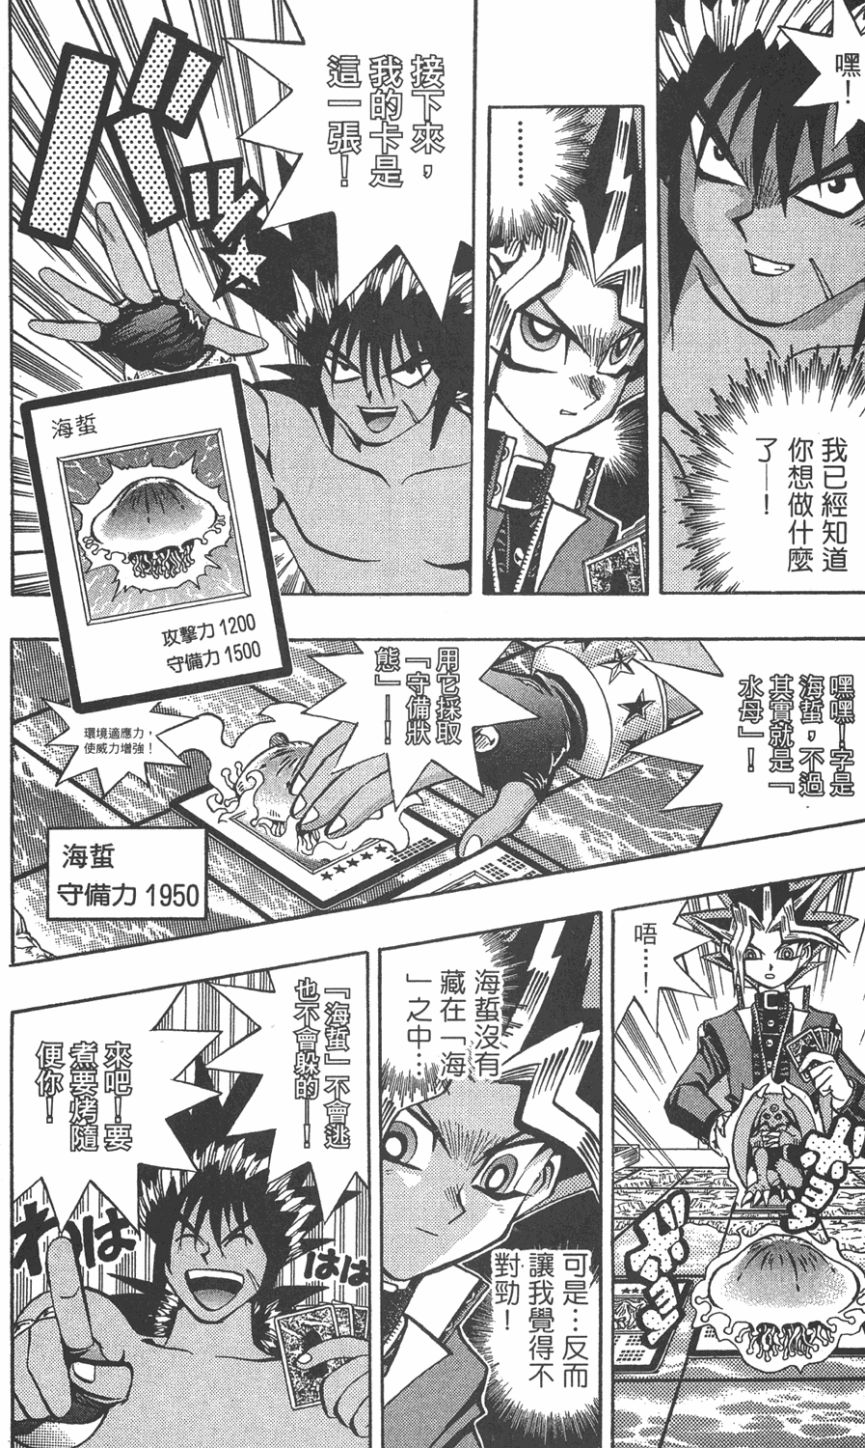 嘿！
我已經知道
你想做什麼
了—！
………
接下來，
我的卡是
這一張！
バババッ
海蜇
攻擊力 1200
守備力 1500
嘿嘿！字是
海蜇，不過
其實就是「
水母」！
用它採取
「守備狀
態」—！
環境適應力，
使威力增強！
海蜇
守備力 1950
唔…！
海蜇沒有
藏在「海
」之中…
可是…反而
讓我覺得不
對勁！
「海蜇」不會逃
也不會躲的—！
來吧！要
煮要烤隨
便你！
わはは
はは